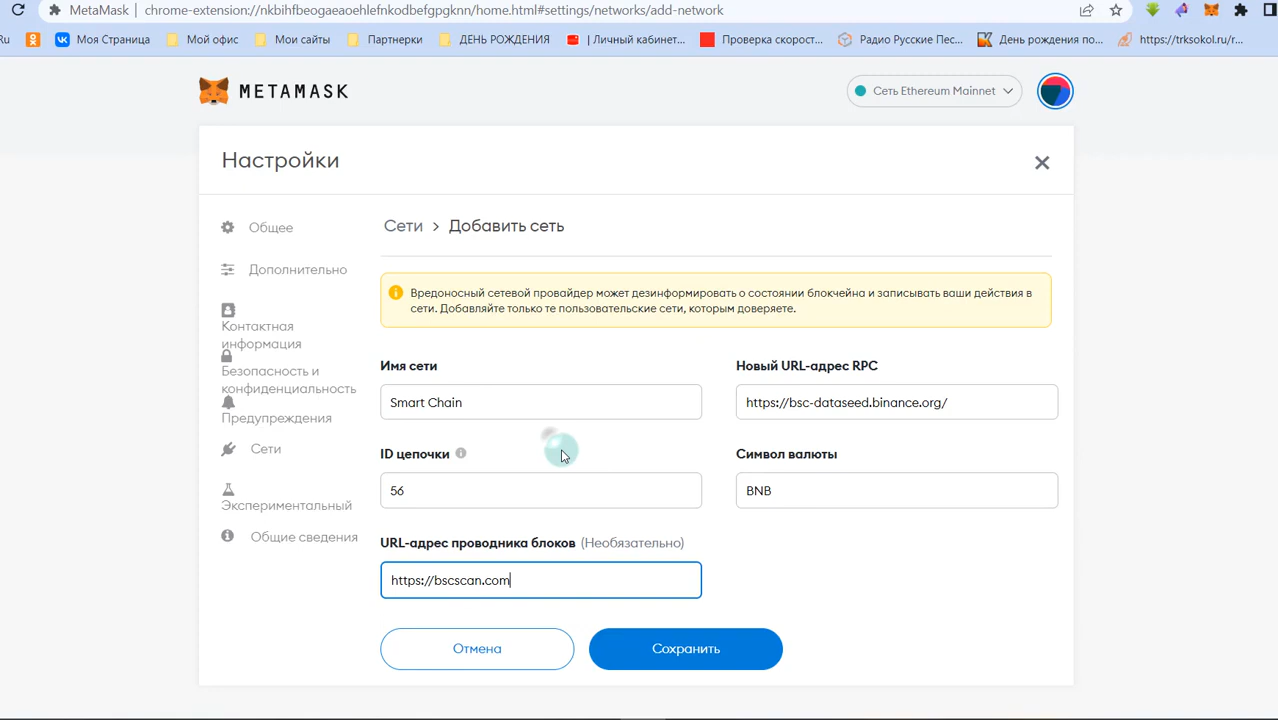 MetaMask | chrome-extension://nkbihfbeogaeaoehlefnkodbefgpgknn/home.html#settings/networks/add-network
Ru Моя Страница Мой офис Мои сайты Партнерки ДЕНЬ РОЖДЕНИЯ | Личный кабинет... Проверка скорост... Радио Русские Пес... День рождения по... https://trksokol.ru/r...
METAMASK
Сеть Ethereum Mainnet
Настройки
Общее
Дополнительно
Контактная
информация
Безопасность и
конфиденциальность
Предупреждения
Сети
Экспериментальный
Общие сведения
Сети > Добавить сеть
Вредоносный сетевой провайдер может дезинформировать о состоянии блокчейна и записывать ваши действия в
сети. Добавляйте только те пользовательские сети, которым доверяете.
Имя сети
Smart Chain
Новый URL-адрес RPC
https://bsc-dataseed.binance.org/
ID цепочки
56
Символ валюты
BNB
URL-адрес проводника блоков (Необязательно)
https://bscscan.com
Отмена
Сохранить